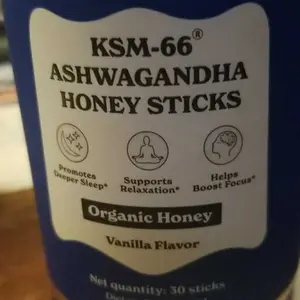 KSM-66®
ASHWAGANDHA
HONEY STICKS
Promotes
Deeper Sleep*
Supports
Relaxation*
Helps
Boost Focus*
Organic Honey
Vanilla Flavor
Net quantity: 30 sticks